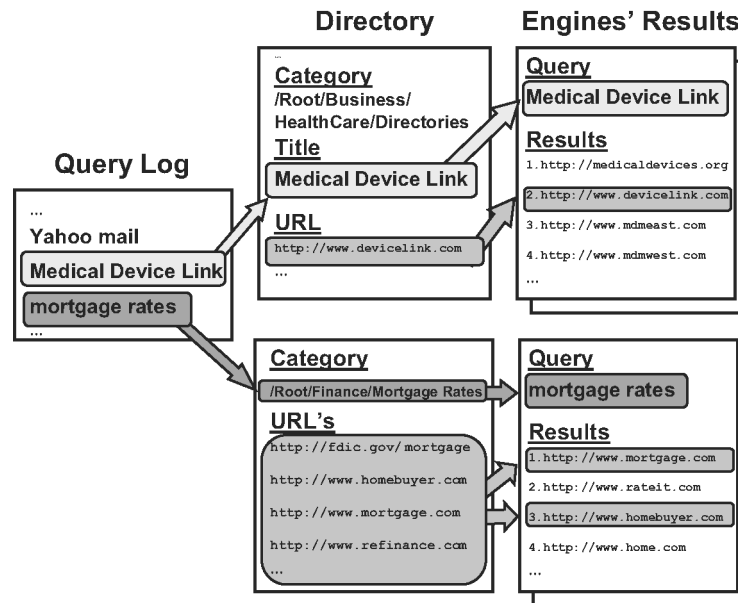 Query Log
...
Yahoo mail
Medical Device Link
mortgage rates
...
Directory
...
Category
/Root/Business/
HealthCare/Directories
Title
Medical Device Link
URL
http://www.devicelink.com
...
Engines' Results
Query
Medical Device Link
Results
1.http://medicaldevices.org
2.http://www.devicelink.com
3.http://www.mdmeast.com
4.http://www.mdmwest.com
...
Category
/Root/Finance/Mortgage Rates
URL's
http://fdic.gov/mortgage
http://www.homebuyer.com
http://www.mortgage.com
http://www.refinance.com
...
Query
mortgage rates
Results
1.http://www.mortgage.com
2.http://www.rateit.com
3.http://www.homebuyer.com
4.http://www.home.com
...